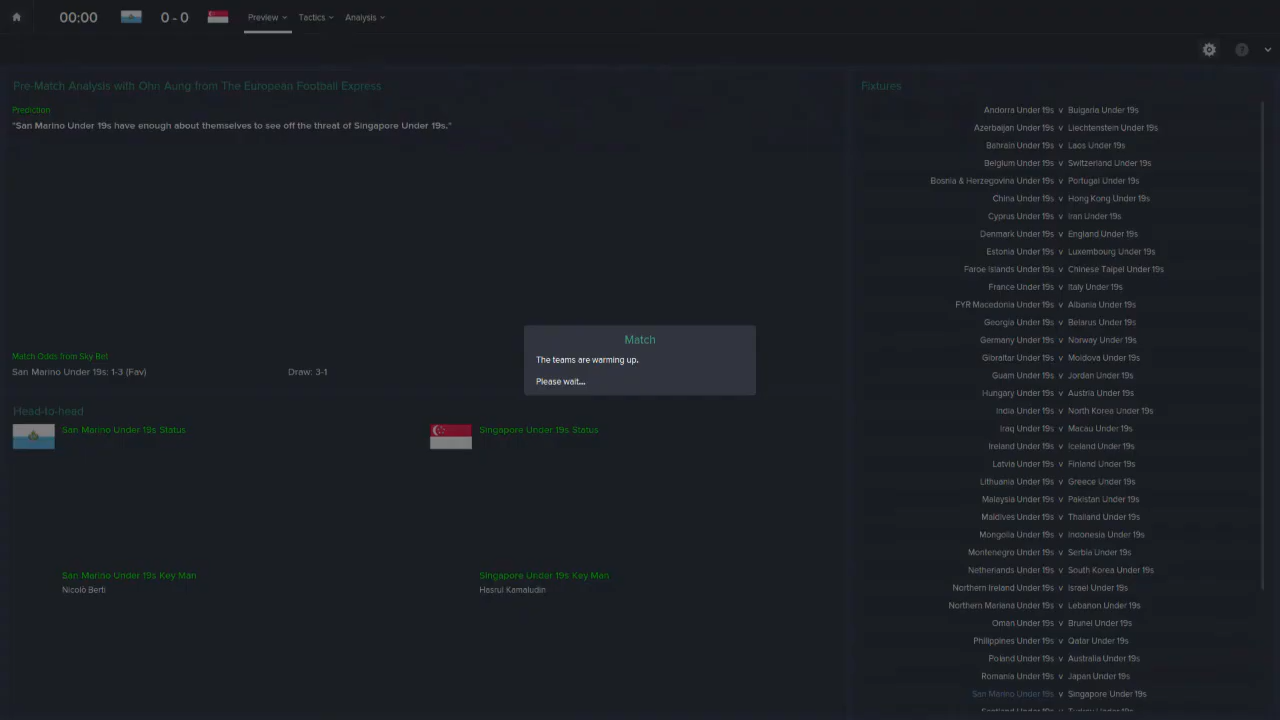 00:00
0 - 0
Preview
Tactics
Analysis
Pre-Match Analysis with Ohn Aung from The European Football Express
Prediction
"San Marino Under 19s have enough about themselves to see off the threat of Singapore Under 19s."
Match
The teams are warming up.
Please wait...
Match Odds from Sky Bet
San Marino Under 19s: 1-3 (Fav)
Draw: 3-1
Head-to-head
San Marino Under 19s Status
Singapore Under 19s Status
San Marino Under 19s Key Man
Nicolò Berti
Singapore Under 19s Key Man
Hasrul Kamaludin
Fixtures
Andorra Under 19s v Bulgaria Under 19s
Azerbaijan Under 19s v Liechtenstein Under 19s
Bahrain Under 19s v Laos Under 19s
Belgium Under 19s v Switzerland Under 19s
Bosnia & Herzegovina Under 19s v Portugal Under 19s
China Under 19s v Hong Kong Under 19s
Cyprus Under 19s v Iran Under 19s
Denmark Under 19s v England Under 19s
Estonia Under 19s v Luxembourg Under 19s
Faroe Islands Under 19s v Chinese Taipei Under 19s
France Under 19s v Italy Under 19s
FYR Macedonia Under 19s v Albania Under 19s
Georgia Under 19s v Belarus Under 19s
Germany Under 19s v Norway Under 19s
Gibraltar Under 19s v Moldova Under 19s
Guam Under 19s v Jordan Under 19s
Hungary Under 19s v Austria Under 19s
India Under 19s v North Korea Under 19s
Iraq Under 19s v Macau Under 19s
Ireland Under 19s v Iceland Under 19s
Latvia Under 19s v Finland Under 19s
Lithuania Under 19s v Greece Under 19s
Malaysia Under 19s v Pakistan Under 19s
Maldives Under 19s v Thailand Under 19s
Mongolia Under 19s v Indonesia Under 19s
Montenegro Under 19s v Serbia Under 19s
Netherlands Under 19s v South Korea Under 19s
Northern Ireland Under 19s v Israel Under 19s
Northern Mariana Under 19s v Lebanon Under 19s
Oman Under 19s v Brunei Under 19s
Philippines Under 19s v Qatar Under 19s
Poland Under 19s v Australia Under 19s
Romania Under 19s v Japan Under 19s
San Marino Under 19s v Singapore Under 19s
Scotland Under 19s v Turkey Under 19s